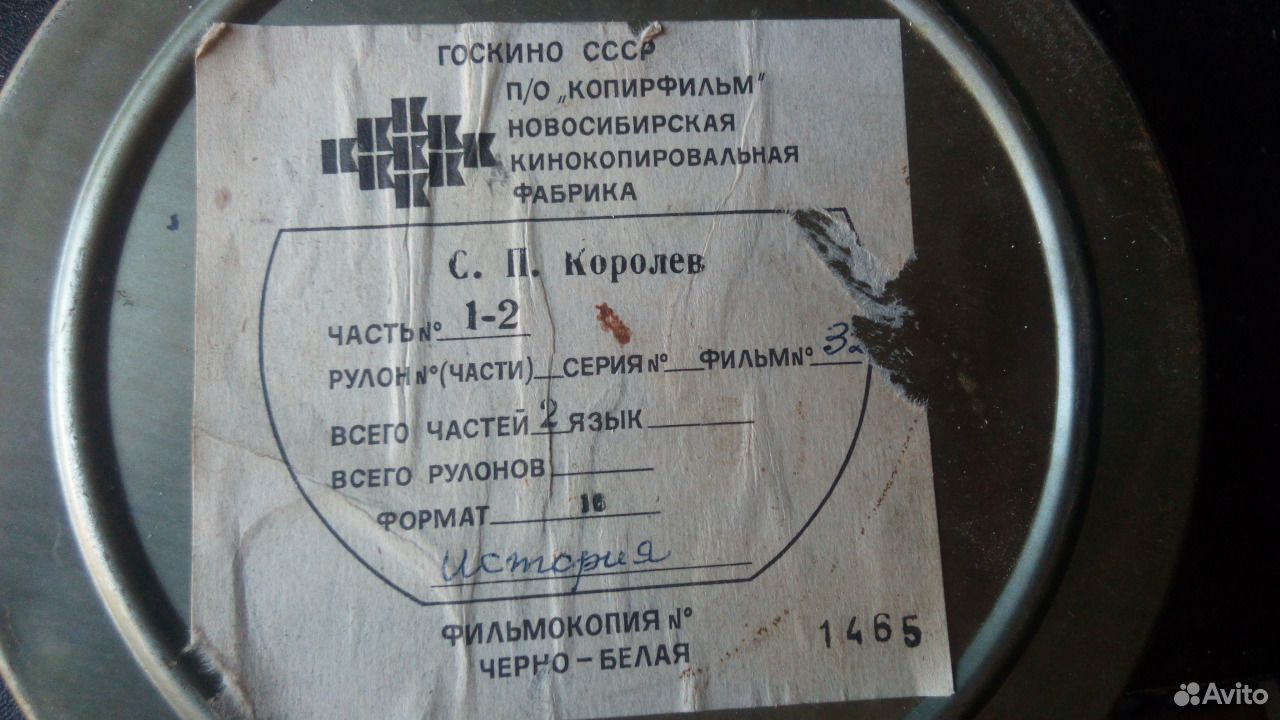 ГОСКИНО СССР
П/О „КОПИРФИЛЬМ"
НОВОСИБИРСКАЯ
КИНОКОПИРОВАЛЬНАЯ
ФАБРИКА
С. П. Королев
ЧАСТЬ № 1-2
РУЛОН № (ЧАСТИ) СЕРИЯ № ФИЛЬМ №
ВСЕГО ЧАСТЕЙ 2 ЯЗЫК
ВСЕГО РУЛОНОВ
ФОРМАТ 16
История
ФИЛЬМОКОПИЯ № 1465
ЧЕРНО-БЕЛАЯ
Avito